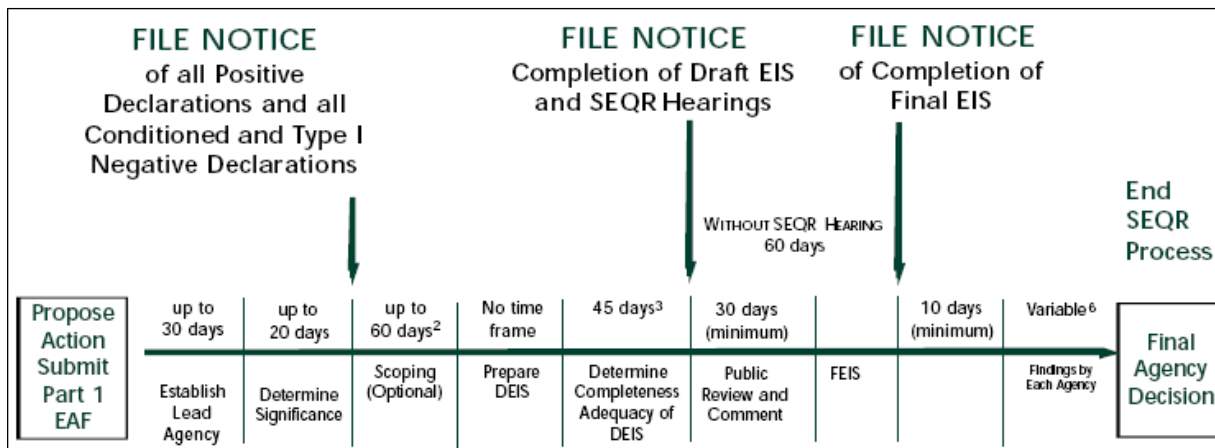 FILE NOTICE
of all Positive
Declarations and all
Conditioned and Type I
Negative Declarations
FILE NOTICE
Completion of Draft EIS
and SEQR Hearings
FILE NOTICE
of Completion of
Final EIS
WITHOUT SEQR HEARING
60 days
End
SEQR
Process
Propose
Action
Submit
Part 1
EAF
up to
30 days
up to
20 days
up to
60 days²
No time
frame
45 days³
30 days
(minimum)
10 days
(minimum)
Variable⁶
Establish
Lead
Agency
Determine
Significance
Scoping
(Optional)
Prepare
DEIS
Determine
Completeness
Adequacy of
DEIS
Public
Review and
Comment
FEIS
Findings by
Each Agency
Final
Agency
Decision